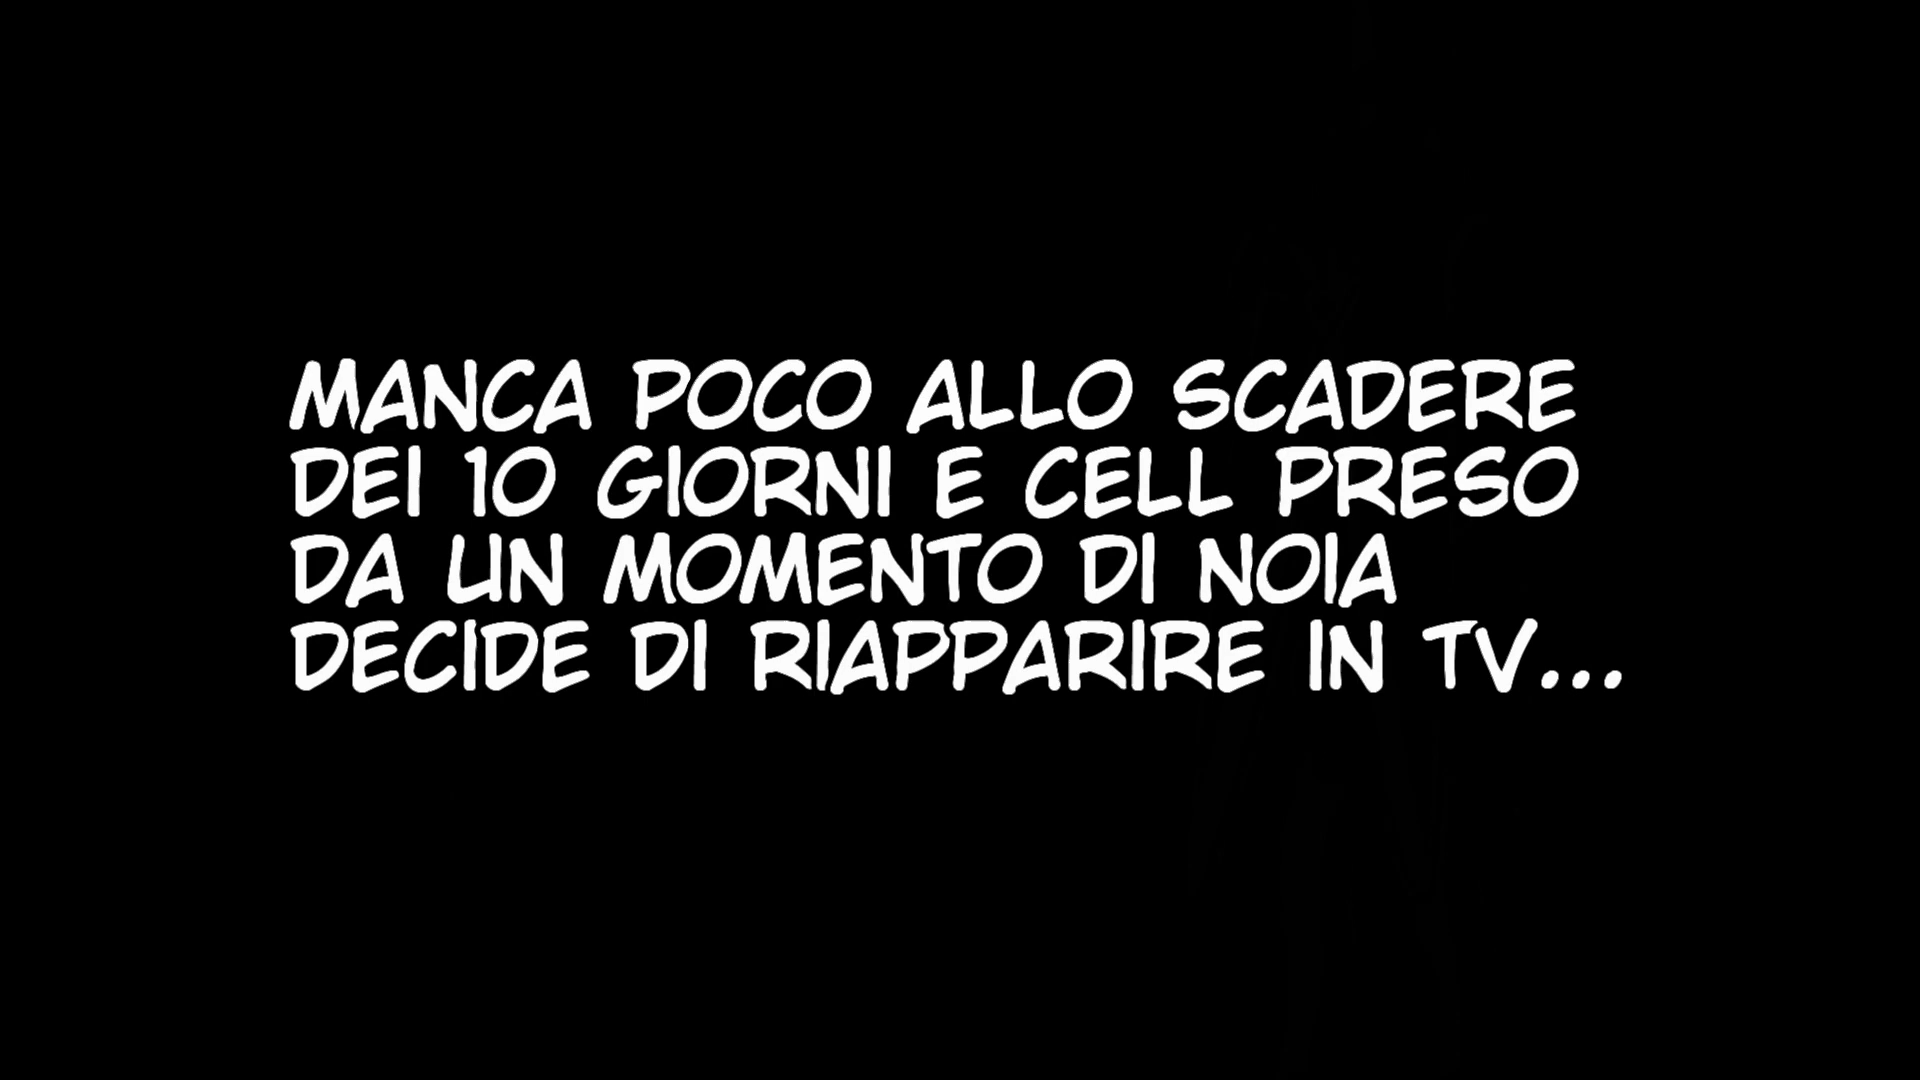 MANCA POCO ALLO SCADERE
DEI 10 GIORNI E CELL PRESO
DA UN MOMENTO DI NOIA
DECIDE DI RIAPPARIRE IN TV...